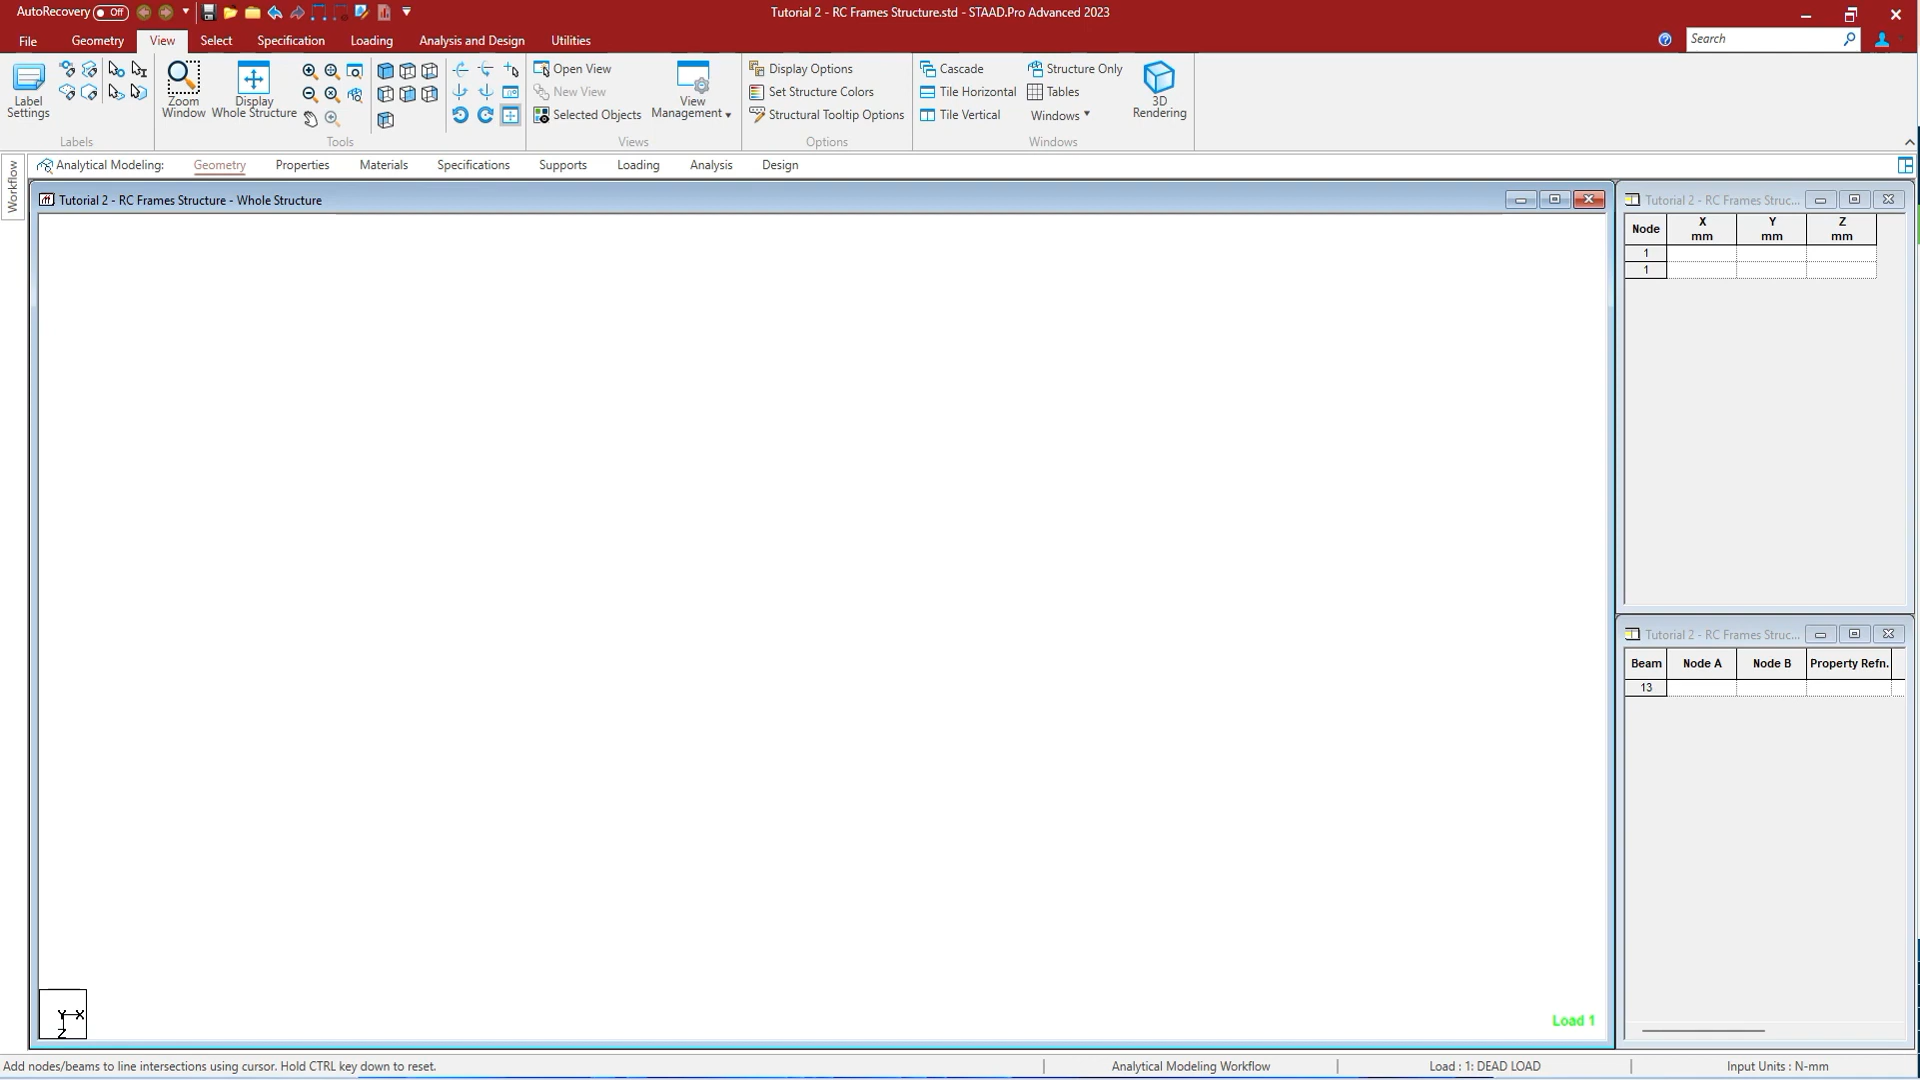 AutoRecovery Off
Tutorial 2 - RC Frames Structure.std - STAAD.Pro Advanced 2023
File Geometry View Select Specification Loading Analysis and Design Utilities
Search
Label Settings
Labels
Zoom Window
Display Whole Structure
Tools
Open View
New View
Selected Objects
View Management
Views
Display Options
Set Structure Colors
Structural Tooltip Options
Options
Cascade
Tile Horizontal
Tile Vertical
Structure Only
Tables
Windows
Windows
3D Rendering
Workflow
Analytical Modeling: Geometry Properties Materials Specifications Supports Loading Analysis Design
Tutorial 2 - RC Frames Structure - Whole Structure
Tutorial 2 - RC Frames Struc...
Node X mm Y mm Z mm
1
1
Tutorial 2 - RC Frames Struc...
Beam Node A Node B Property Refn.
13
Y X
Z
Load 1
Add nodes/beams to line intersections using cursor. Hold CTRL key down to reset.
Analytical Modeling Workflow
Load : 1: DEAD LOAD
Input Units : N-mm